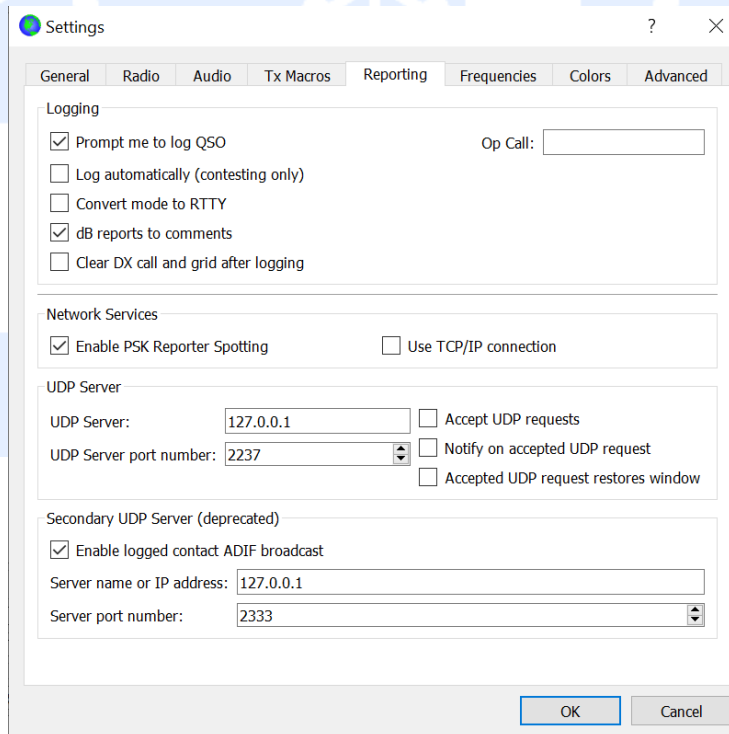 Settings
General Radio Audio Tx Macros Reporting Frequencies Colors Advanced
Logging
Prompt me to log QSO Op Call:
Log automatically (contesting only)
Convert mode to RTTY
dB reports to comments
Clear DX call and grid after logging
Network Services
Enable PSK Reporter Spotting Use TCP/IP connection
UDP Server
UDP Server: 127.0.0.1 Accept UDP requests
UDP Server port number: 2237 Notify on accepted UDP request
Accepted UDP request restores window
Secondary UDP Server (deprecated)
Enable logged contact ADIF broadcast
Server name or IP address: 127.0.0.1
Server port number: 2333
OK Cancel